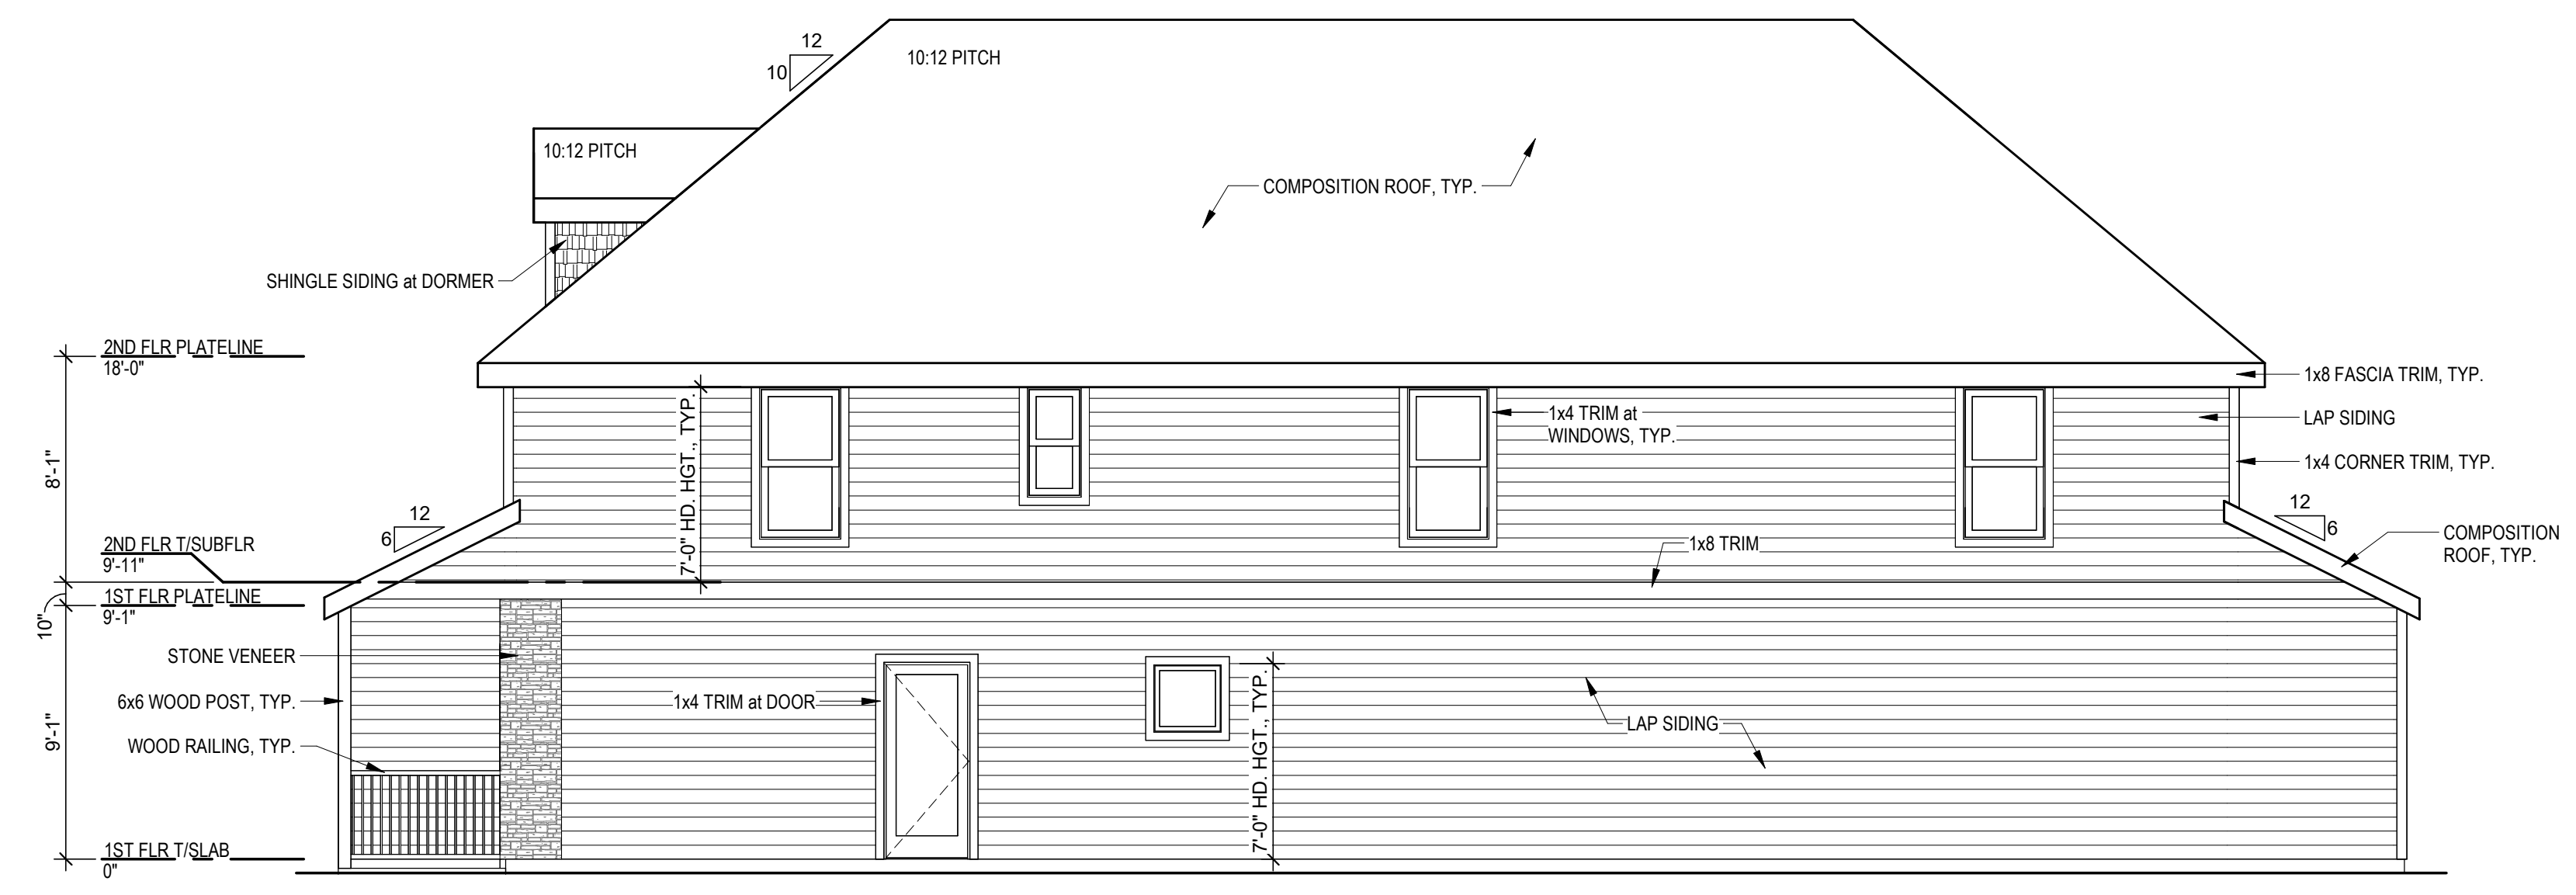 12
10
10:12 PITCH
10:12 PITCH
COMPOSITION ROOF, TYP.
SHINGLE SIDING at DORMER
2ND FLR PLATELINE
18'-0"
1x8 FASCIA TRIM, TYP.
7'-0" HD. HGT., TYP.
1x4 TRIM at
WINDOWS, TYP.
LAP SIDING
1x4 CORNER TRIM, TYP.
8'-1"
12
6
12
6
COMPOSITION
ROOF, TYP.
2ND FLR T/SUBFLR
9'-11"
1x8 TRIM
1ST FLR PLATELINE
9'-1"
10"
STONE VENEER
6x6 WOOD POST, TYP.
1x4 TRIM at DOOR
7'-0" HD. HGT., TYP.
LAP SIDING
9'-1"
WOOD RAILING, TYP.
1ST FLR T/SLAB
0"